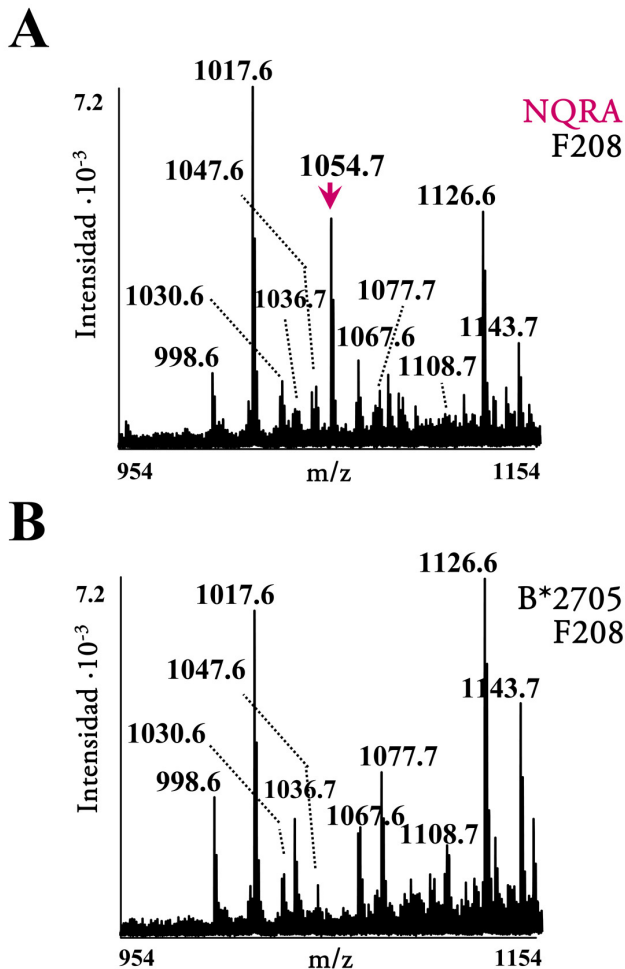 A
1017.6
7.2
NQRA
F208
1047.6
1054.7
1126.6
Intensidad ·10-3
1030.6
1036.7
1077.7
998.6
1067.6
1143.7
1108.7
954
m/z
1154
B
1126.6
7.2
1017.6
B*2705
F208
1047.6
1143.7
Intensidad ·10-3
1030.6
1077.7
998.6
1036.7
1067.6
1108.7
954
m/z
1154